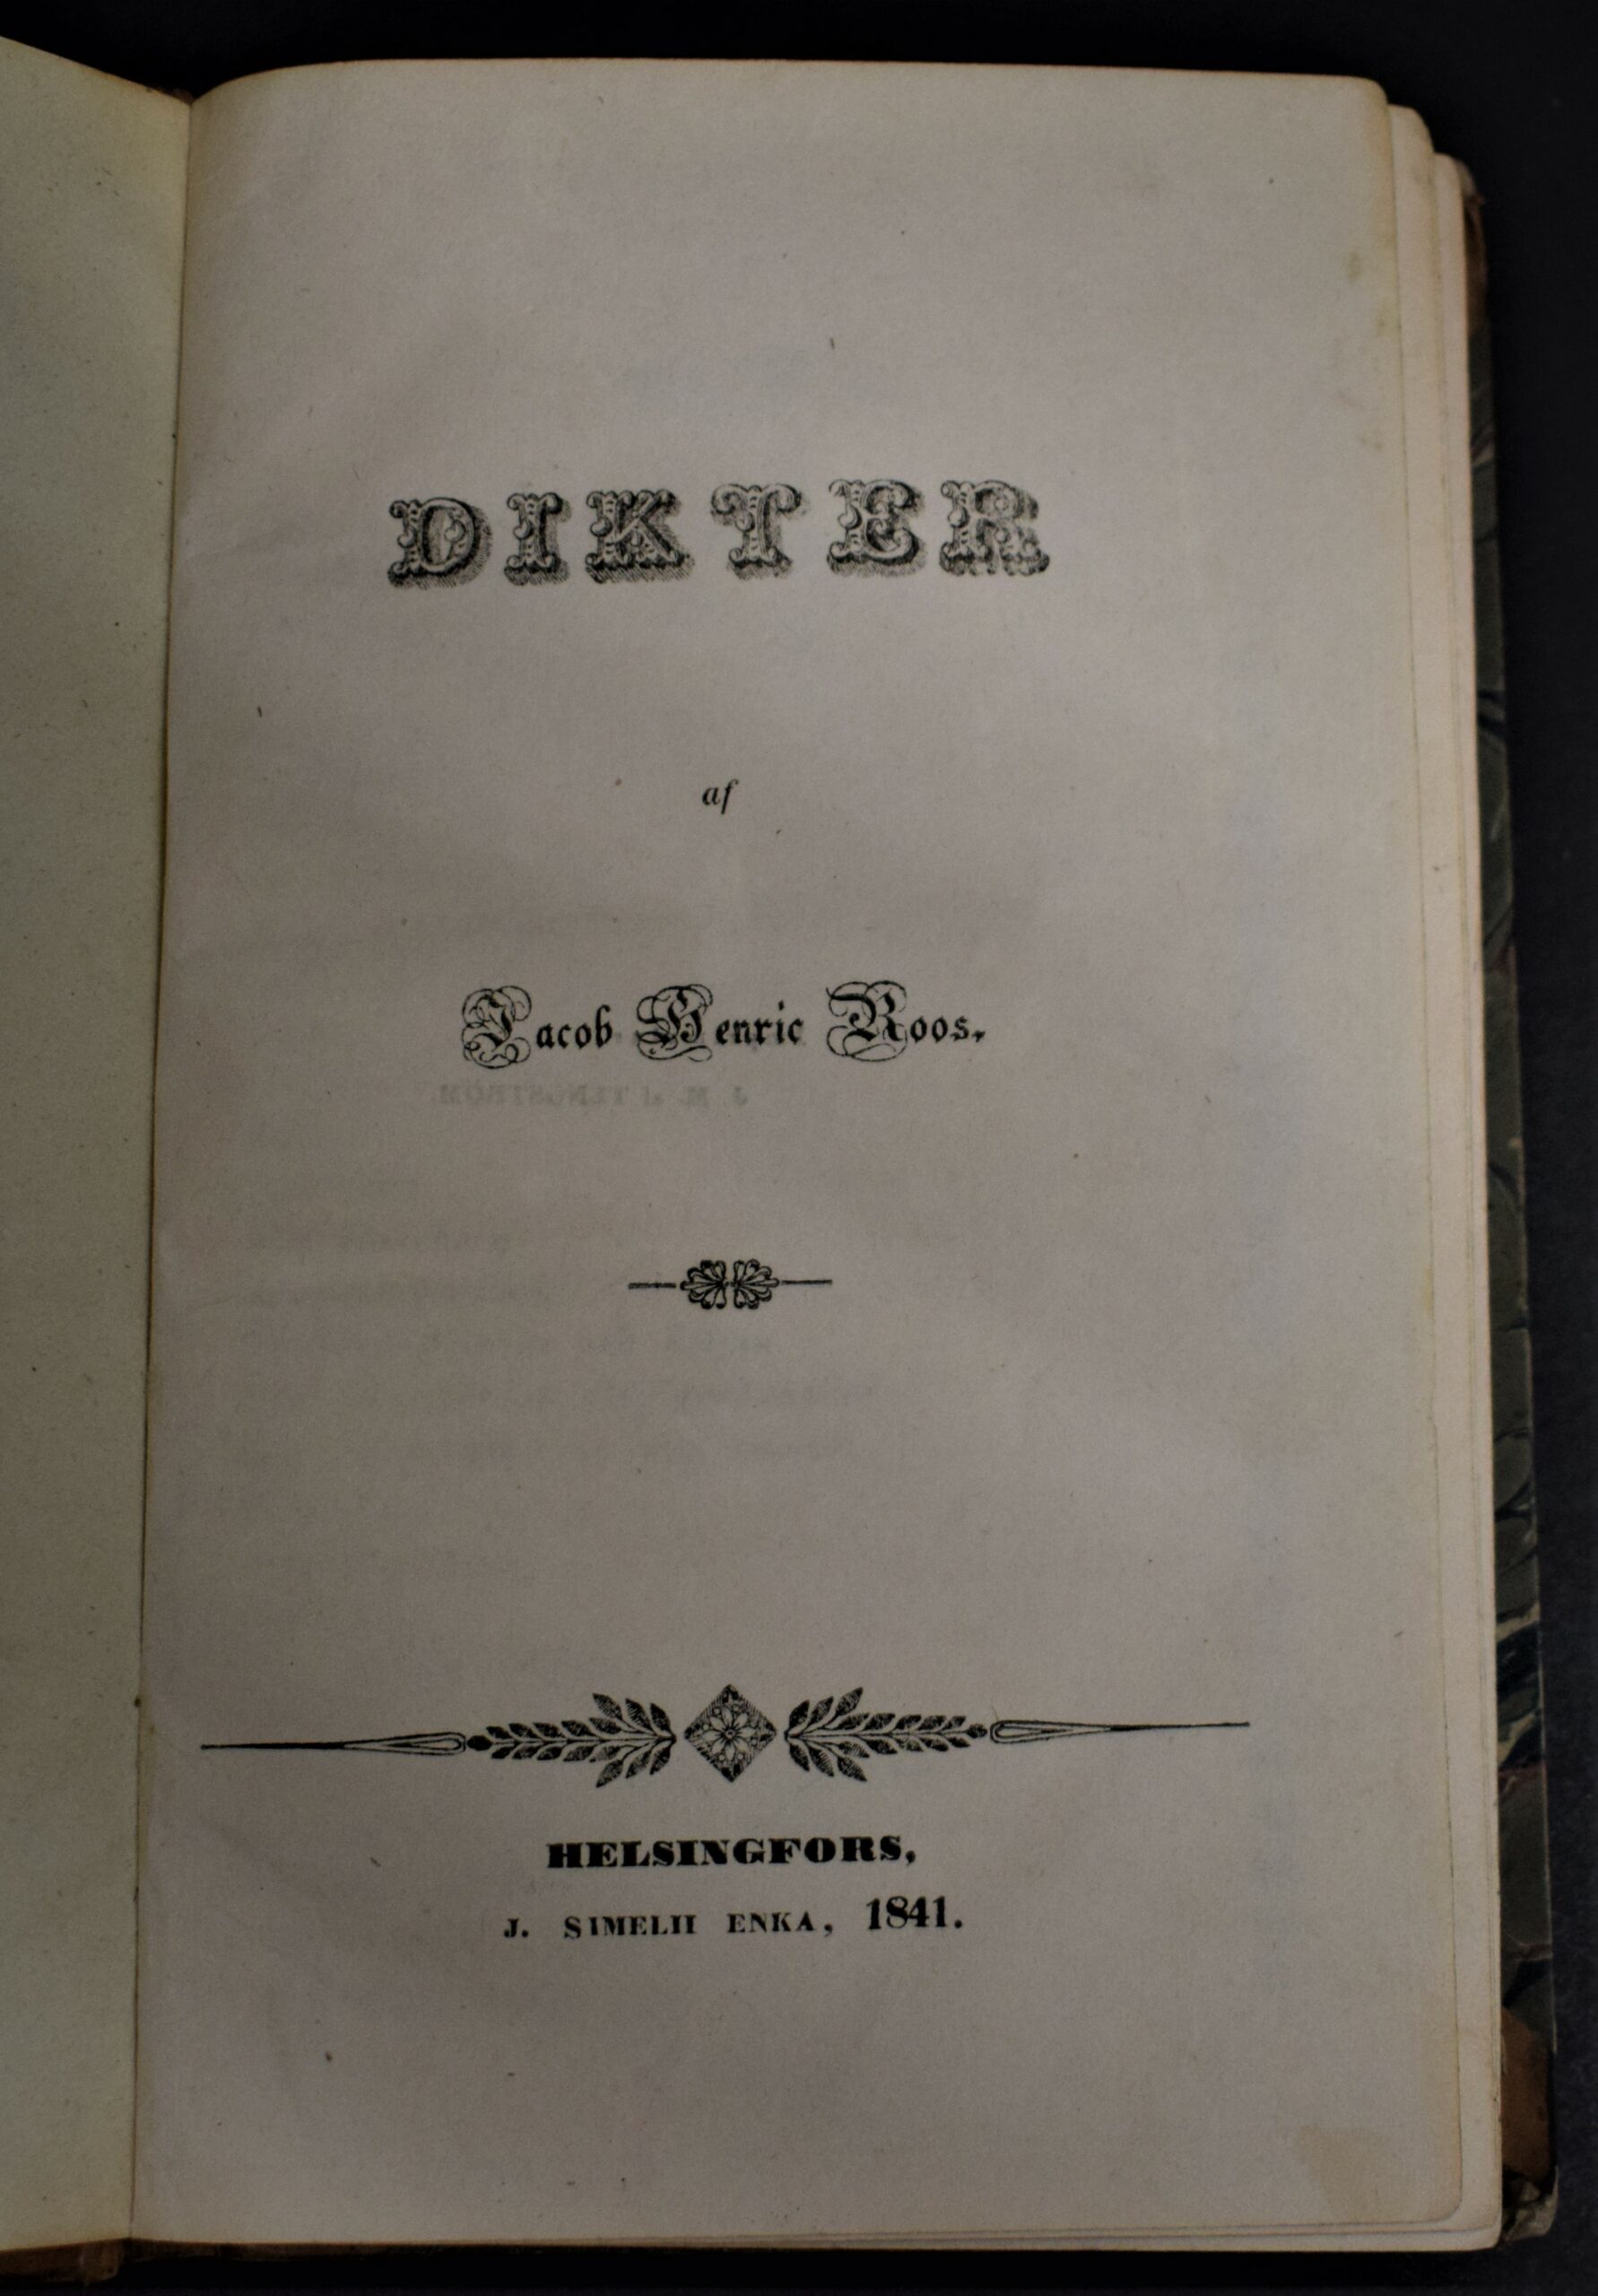 DIKTER
af
Jacob Henric Roos.
HELSINGFORS,
J. SIMELII ENKA, 1841.